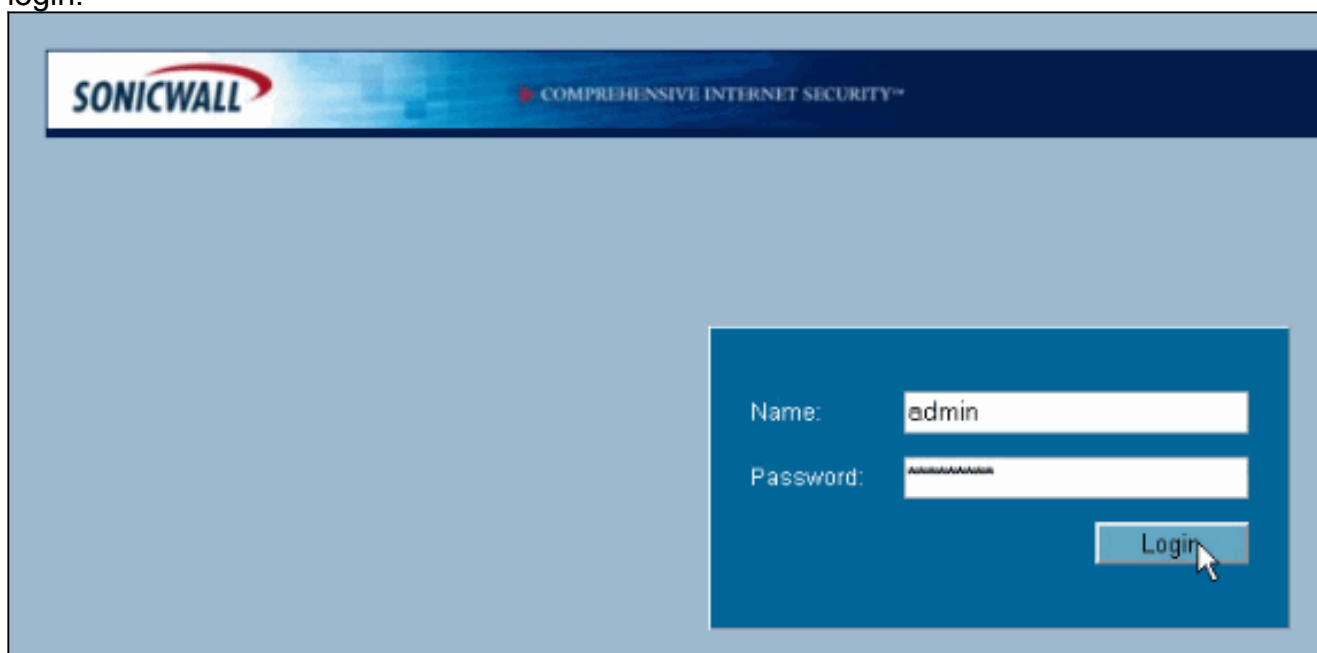 login.
SONICWALL
COMPREHENSIVE INTERNET SECURITY™
Name: admin
Password: *********
Login